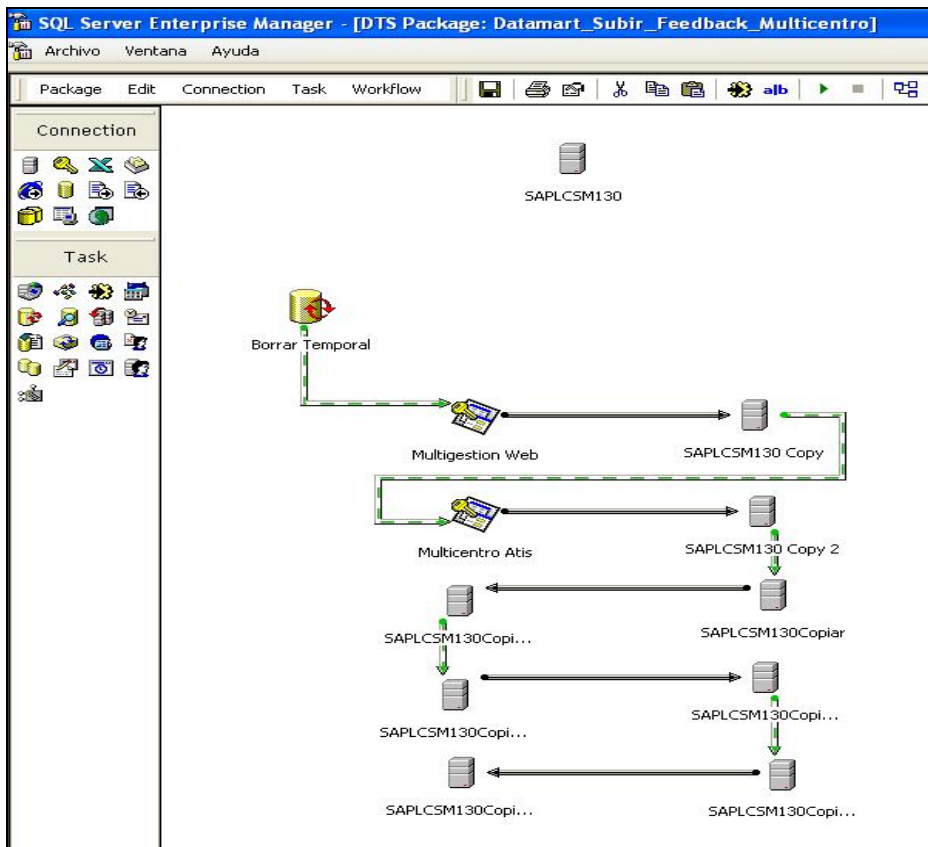 SQL Server Enterprise Manager - [DTS Package: Datamart_Subir_Feedback_Multicentro]
Archivo Ventana Ayuda
Package Edit Connection Task Workflow a|b
Connection
Task
SAPLCSM130
Borrar Temporal
Multigestion Web
SAPLCSM130 Copy
Multicentro Atis
SAPLCSM130 Copy 2
SAPLCSM130Copi...
SAPLCSM130Copiar
SAPLCSM130Copi...
SAPLCSM130Copi...
SAPLCSM130Copi...
SAPLCSM130Copi...